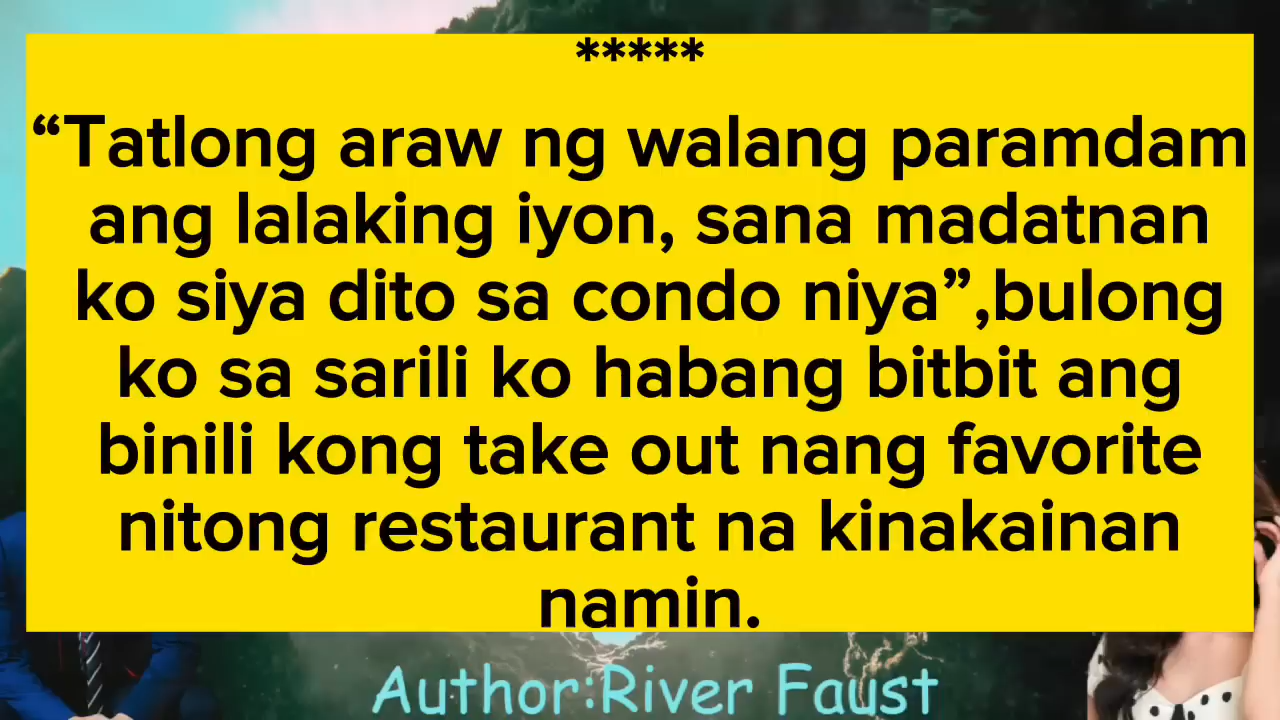 *****
“Tatlong araw ng walang paramdam
ang lalaking iyon, sana madatnan
ko siya dito sa condo niya”,bulong
ko sa sarili ko habang bitbit ang
binili kong take out nang favorite
nitong restaurant na kinakainan
namin.
Author:River Faust